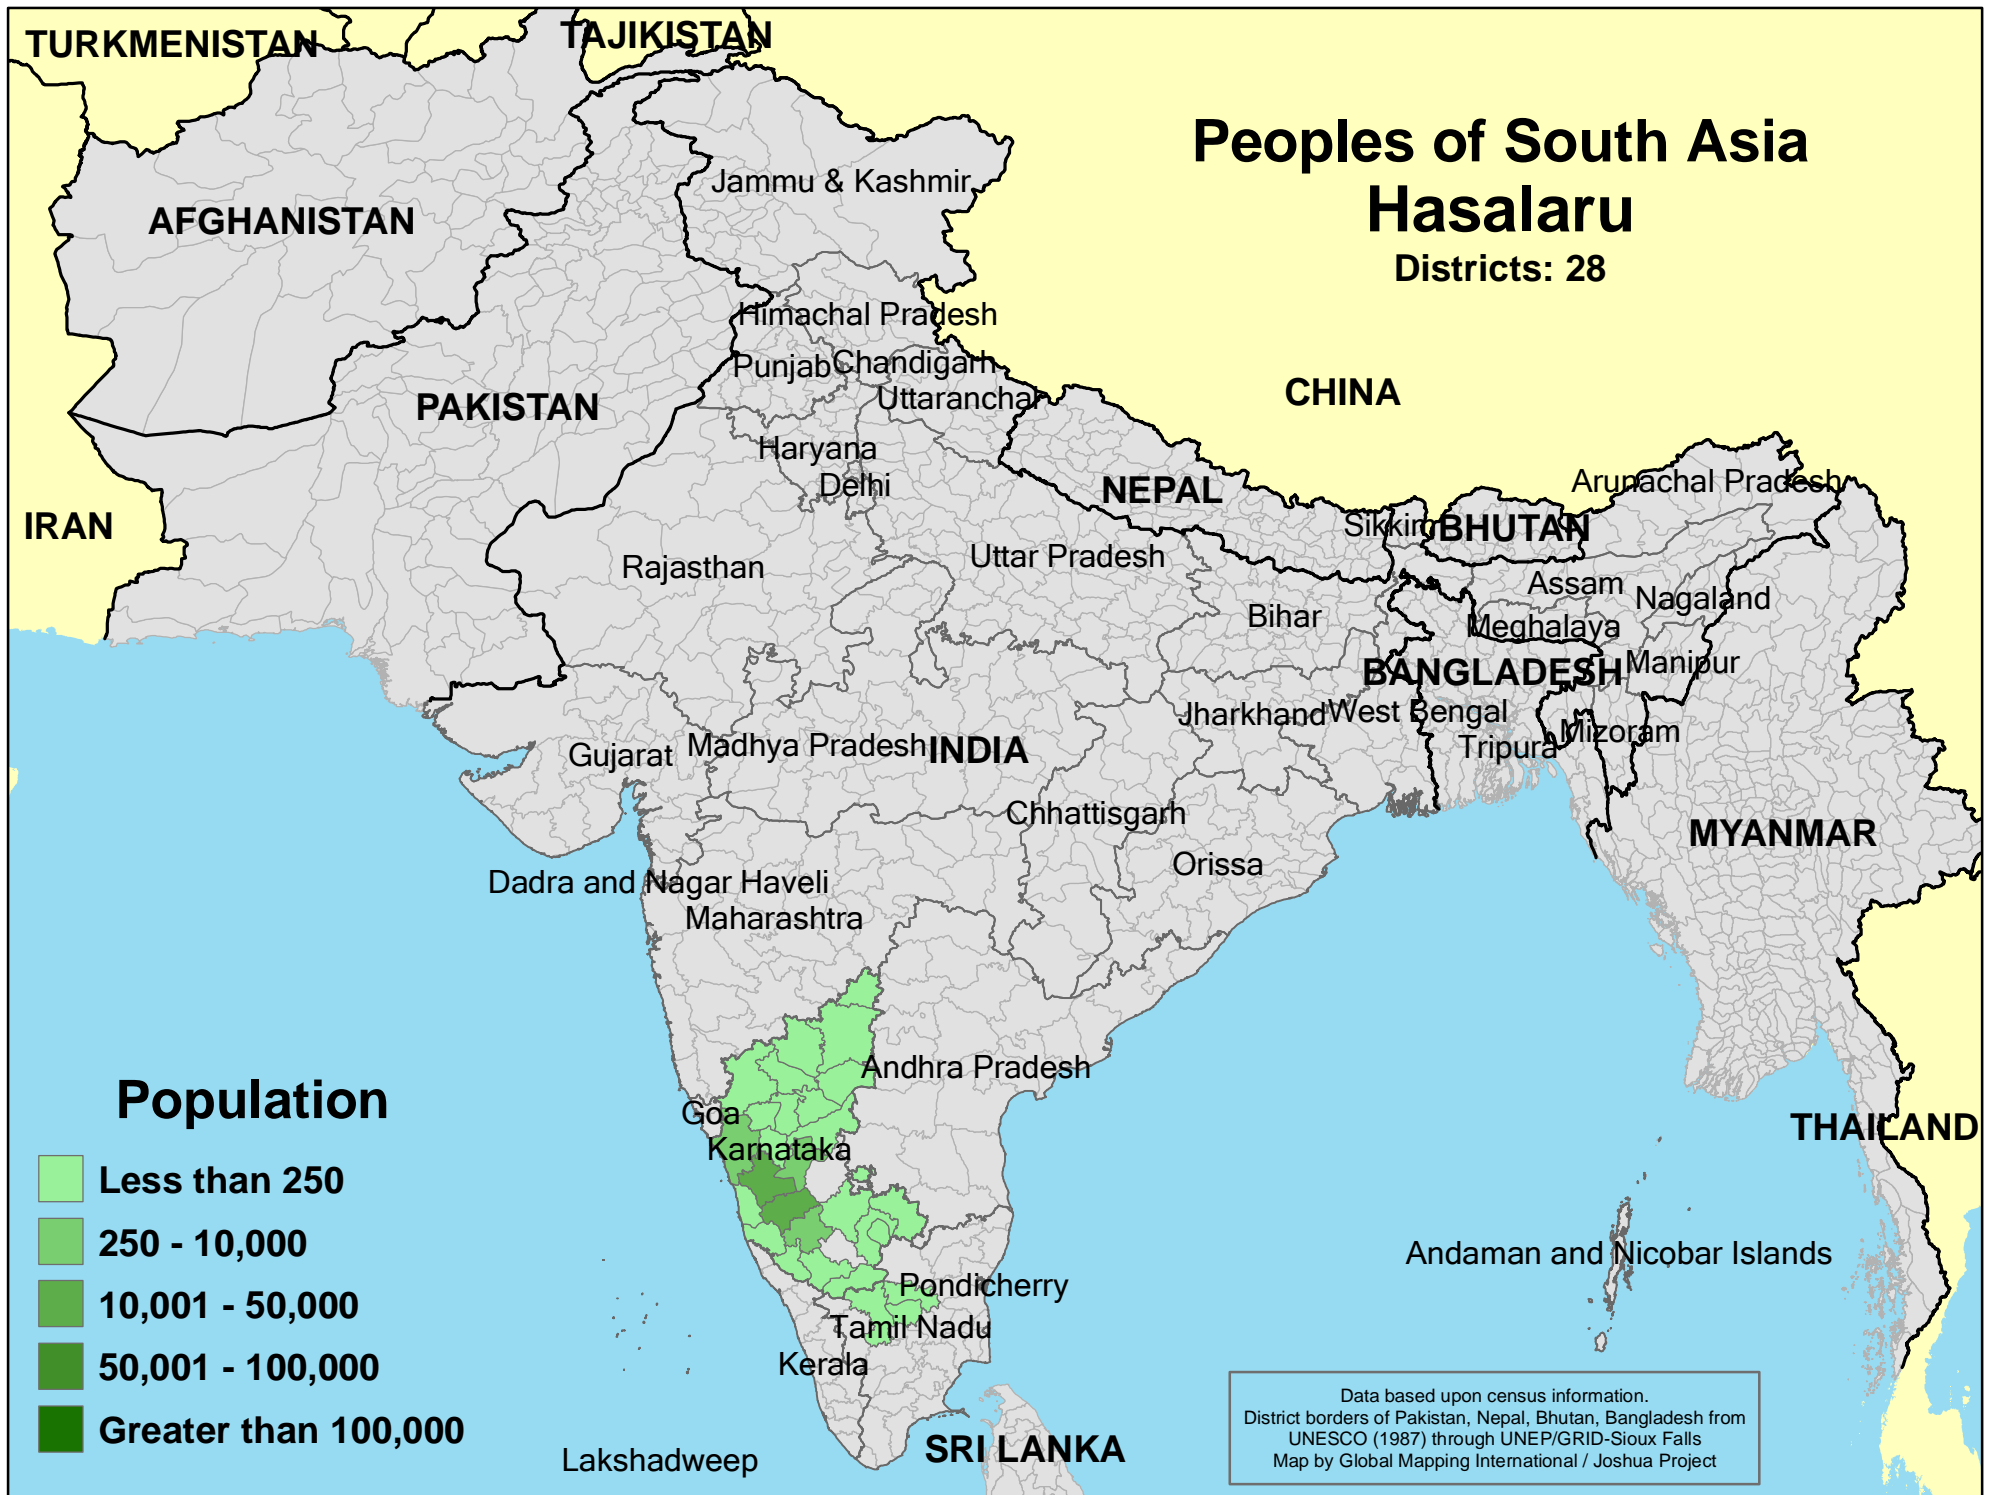 TURKMENISTAN
TAJIKISTAN
Peoples of South Asia
Hasalaru
Districts: 28
Jammu & Kashmir
AFGHANISTAN
Himachal Pradesh
Punjab
Chandigarh
Uttaranchal
CHINA
PAKISTAN
Haryana
Delhi
NEPAL
Arunachal Pradesh
IRAN
Sikkim
BHUTAN
Rajasthan
Uttar Pradesh
Assam
Nagaland
Bihar
Meghalaya
BANGLADESH
Manipur
Jharkhand
West Bengal
Mizoram
Tripura
Gujarat
Madhya Pradesh
INDIA
Chhattisgarh
MYANMAR
Orissa
Dadra and Nagar Haveli
Maharashtra
Andhra Pradesh
Goa
Karnataka
THAILAND
Andaman and Nicobar Islands
Pondicherry
Tamil Nadu
Kerala
Lakshadweep
SRI LANKA
Population
Less than 250
250 - 10,000
10,001 - 50,000
50,001 - 100,000
Greater than 100,000
Data based upon census information.
District borders of Pakistan, Nepal, Bhutan, Bangladesh from
UNESCO (1987) through UNEP/GRID-Sioux Falls
Map by Global Mapping International / Joshua Project